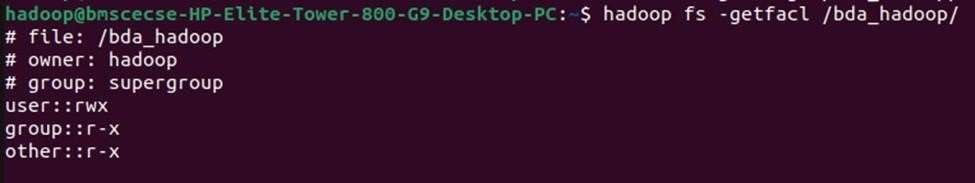 hadoop@bmscecse-HP-Elite-Tower-800-G9-Desktop-PC:~$ hadoop fs -getfacl /bda_hadoop/
# file: /bda_hadoop
# owner: hadoop
# group: supergroup
user::rwx
group::r-x
other::r-x